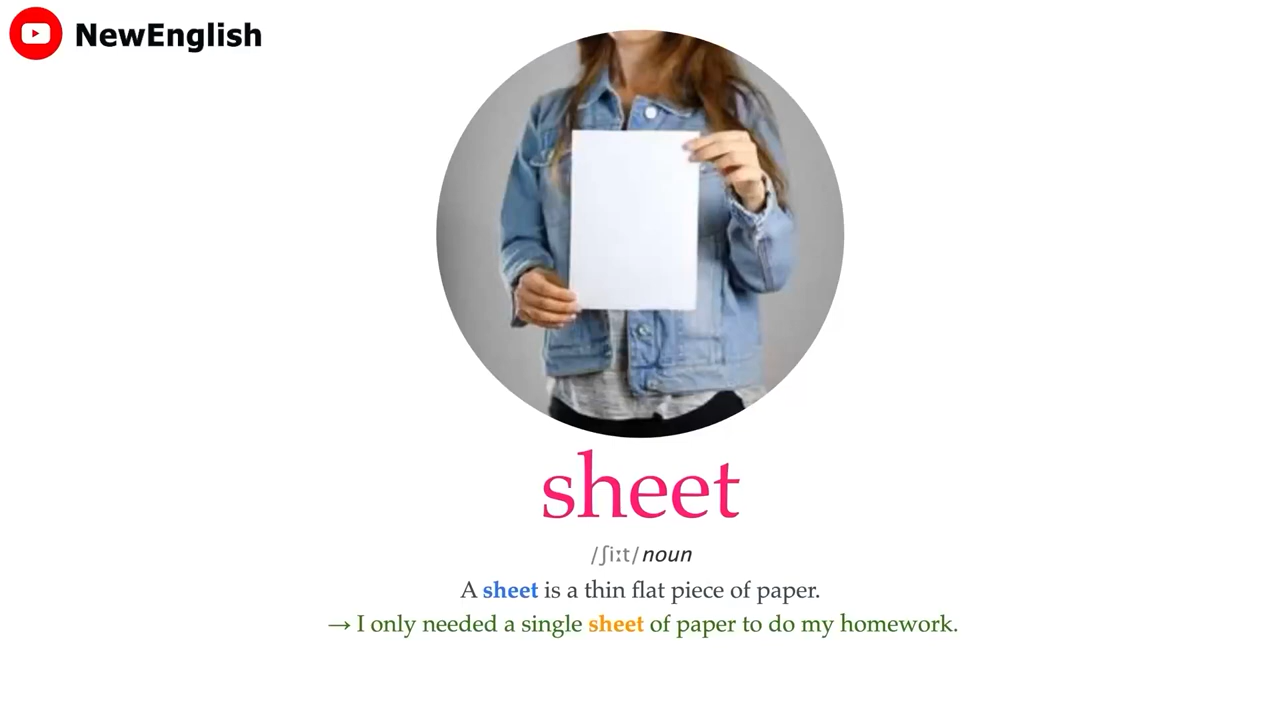 NewEnglish
sheet
/ʃiːt/ noun
A sheet is a thin flat piece of paper.
→ I only needed a single sheet of paper to do my homework.